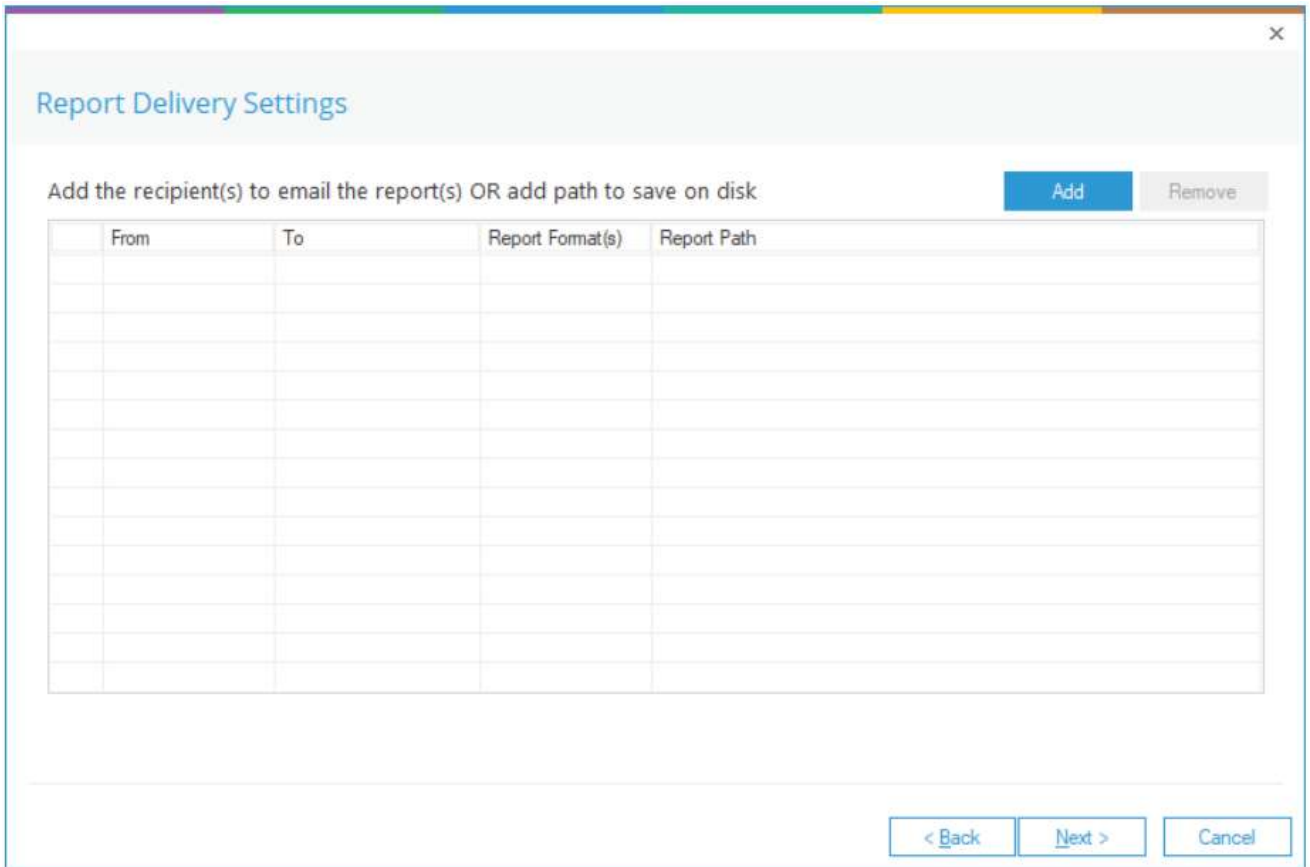 ×
Report Delivery Settings
Add the recipient(s) to email the report(s) OR add path to save on disk
Add
Remove
From To Report Format(s) Report Path
< Back Next > Cancel